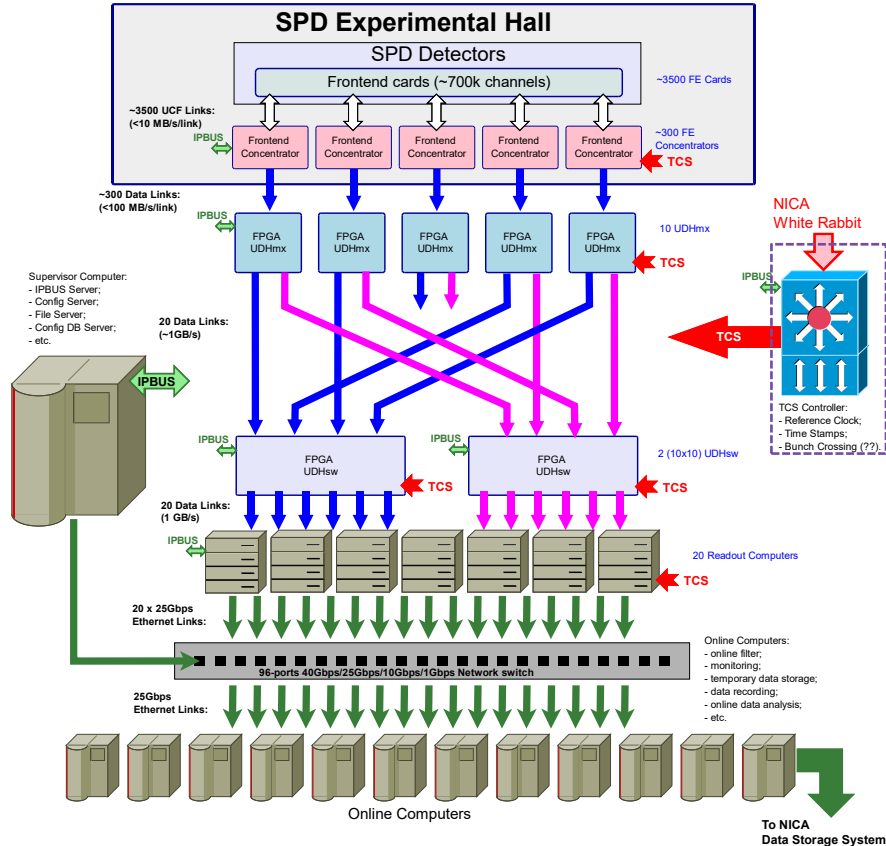 SPD Experimental Hall
SPD Detectors
Frontend cards (~700k channels)
~3500 FE Cards
~3500 UCF Links:
(<10 MB/s/link)
IPBUS
Frontend
Concentrator
Frontend
Concentrator
Frontend
Concentrator
Frontend
Concentrator
Frontend
Concentrator
~300 FE
Concentrators
TCS
~300 Data Links:
(<100 MB/s/link)
IPBUS
FPGA
UDHmx
FPGA
UDHmx
FPGA
UDHmx
FPGA
UDHmx
FPGA
UDHmx
10 UDHmx
TCS
NICA
White Rabbit
IPBUS
TCS
TCS Controller:
- Reference Clock;
- Time Stamps;
- Bunch Crossing (??).
Supervisor Computer:
- IPBUS Server;
- Config Server;
- File Server;
- Config DB Server;
- etc.
IPBUS
20 Data Links:
(~1GB/s)
IPBUS
FPGA
UDHsw
TCS
IPBUS
FPGA
UDHsw
2 (10x10) UDHsw
TCS
20 Data Links:
(1 GB/s)
IPBUS
20 Readout Computers
TCS
20 x 25Gbps
Ethernet Links:
96-ports 40Gbps/25Gbps/10Gbps/1Gbps Network switch
Online Computers:
- online filter;
- monitoring;
- temporary data storage;
- data recording;
- online data analysis;
- etc.
25Gbps
Ethernet Links:
Online Computers
To NICA
Data Storage System